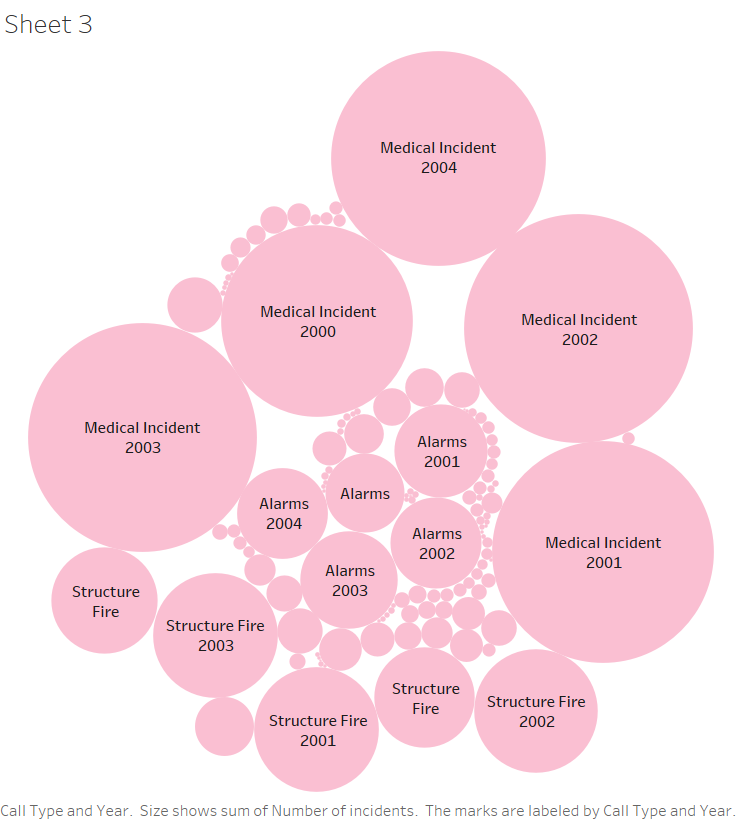 Sheet 3
Medical Incident
2004
Medical Incident
2000
Medical Incident
2002
Medical Incident
2003
Alarms
2001
Alarms
Alarms
2004
Alarms
2002
Medical Incident
2001
Alarms
2003
Structure
Fire
Structure Fire
2003
Structure
Fire
Structure Fire
2002
Structure Fire
2001
Call Type and Year.  Size shows sum of Number of incidents.  The marks are labeled by Call Type and Year.